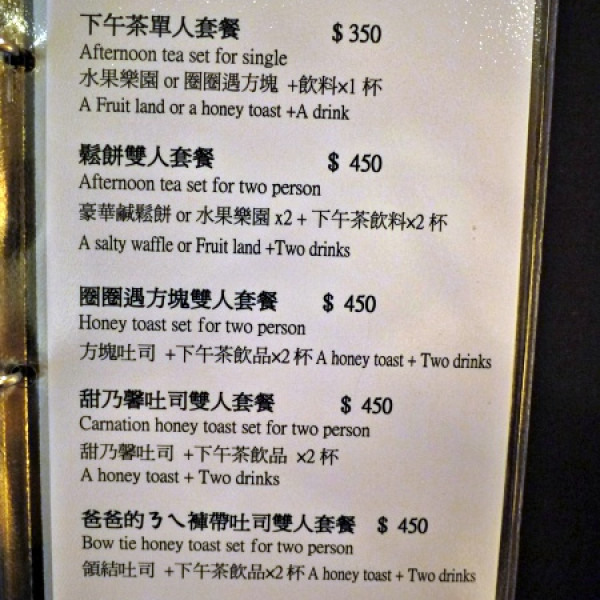 下午茶單人套餐 $350
Afternoon tea set for single
水果樂園 or 圈圈遇方塊 +飲料×1 杯
A Fruit land or a honey toast +A drink
鬆餅雙人套餐 $ 450
Afternoon tea set for two person
豪華鹹鬆餅 or 水果樂園 x2 + 下午茶飲料×2 杯
A salty waffle or Fruit land +Two drinks
圈圈遇方塊雙人套餐 $ 450
Honey toast set for two person
方塊吐司 +下午茶飲品×2 杯 A honey toast + Two drinks
甜乃馨吐司雙人套餐 $ 450
Carnation honey toast set for two person
甜乃馨吐司 +下午茶飲品 ×2 杯
A honey toast + Two drinks
爸爸的ㄋㄟ褲帶吐司雙人套餐 $ 450
Bow tie honey toast set for two person
領結吐司 +下午茶飲品×2 杯 A honey toast + Two drinks